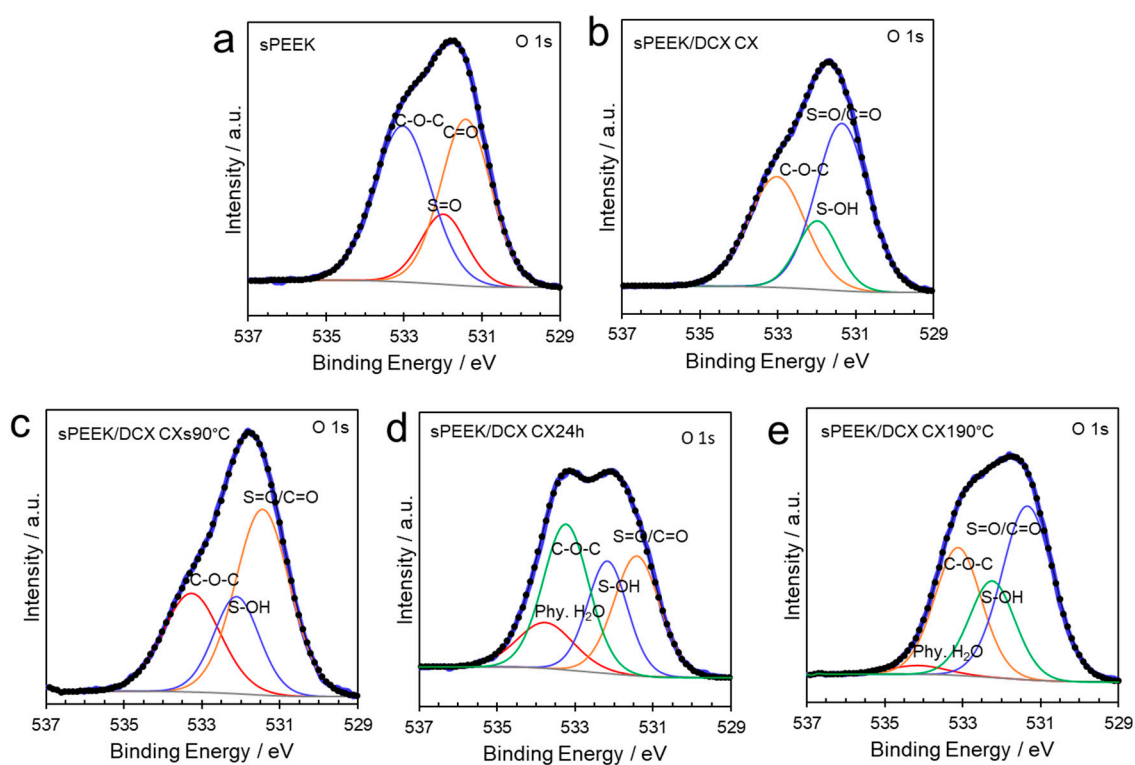 a
sPEEK
O 1s
C-O-C
C=O
S=O
Intensity / a.u.
537
535
533
531
529
Binding Energy / eV
b
sPEEK/DCX CX
O 1s
S=O/C=O
C-O-C
S-OH
Intensity / a.u.
537
535
533
531
529
Binding Energy / eV
c
sPEEK/DCX CXs90°C
O 1s
S=O/C=O
C-O-C
S-OH
Intensity / a.u.
537
535
533
531
529
Binding Energy / eV
d
sPEEK/DCX CX24h
O 1s
C-O-C
S=O/C=O
S-OH
Phy. H₂O
Intensity / a.u.
537
535
533
531
529
Binding Energy / eV
e
sPEEK/DCX CX190°C
O 1s
S=O/C=O
C-O-C
S-OH
Phy. H₂O
Intensity / a.u.
537
535
533
531
529
Binding Energy / eV